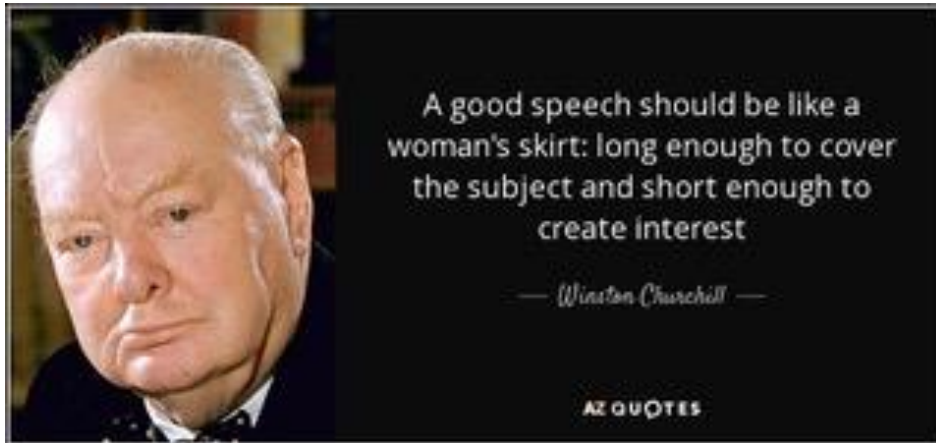 A good speech should be like a
woman's skirt: long enough to cover
the subject and short enough to
create interest
— Winston Churchill —
AZ QUOTES